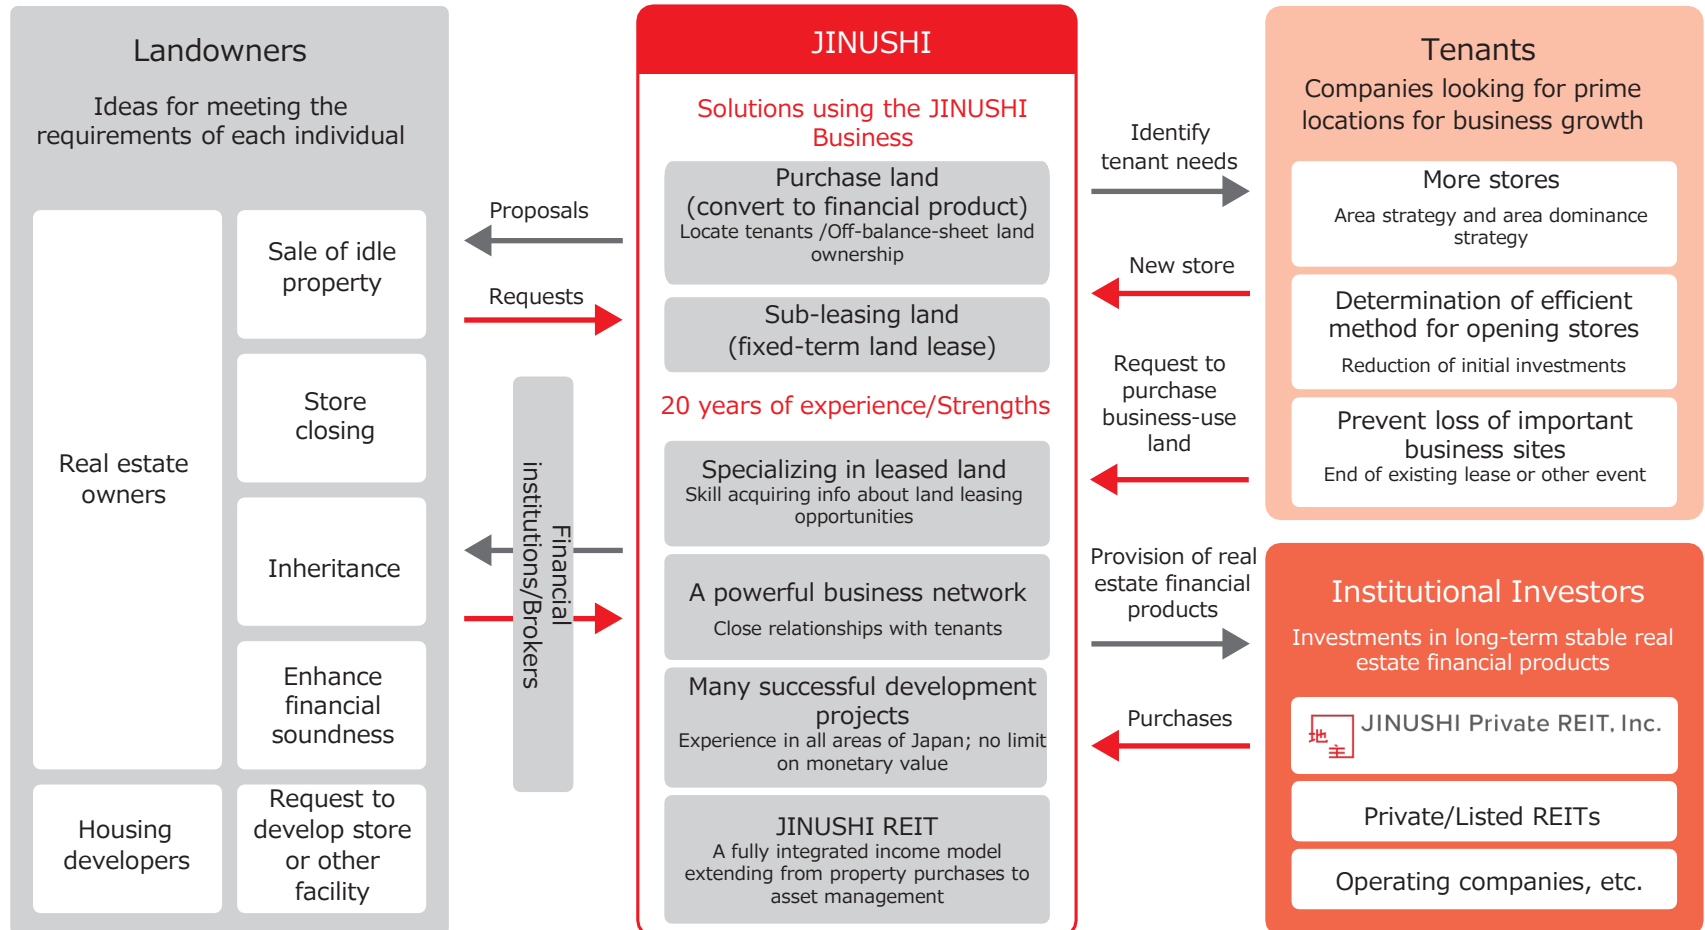 Landowners
Ideas for meeting the
requirements of each individual
Real estate
owners
Sale of idle
property
Store
closing
Inheritance
Enhance
financial
soundness
Housing
developers
Request to
develop store
or other
facility
Proposals
Requests
Financial
institutions/Brokers
JINUSHI
Solutions using the JINUSHI
Business
Purchase land
(convert to financial product)
Locate tenants /Off-balance-sheet land
ownership
Sub-leasing land
(fixed-term land lease)
20 years of experience/Strengths
Specializing in leased land
Skill acquiring info about land leasing
opportunities
A powerful business network
Close relationships with tenants
Many successful development
projects
Experience in all areas of Japan; no limit
on monetary value
JINUSHI REIT
A fully integrated income model
extending from property purchases to
asset management
Identify
tenant needs
New store
Request to
purchase
business-use
land
Provision of real
estate financial
products
Purchases
Tenants
Companies looking for prime
locations for business growth
More stores
Area strategy and area dominance
strategy
Determination of efficient
method for opening stores
Reduction of initial investments
Prevent loss of important
business sites
End of existing lease or other event
Institutional Investors
Investments in long-term stable real
estate financial products
地主
JINUSHI Private REIT, Inc.
Private/Listed REITs
Operating companies, etc.